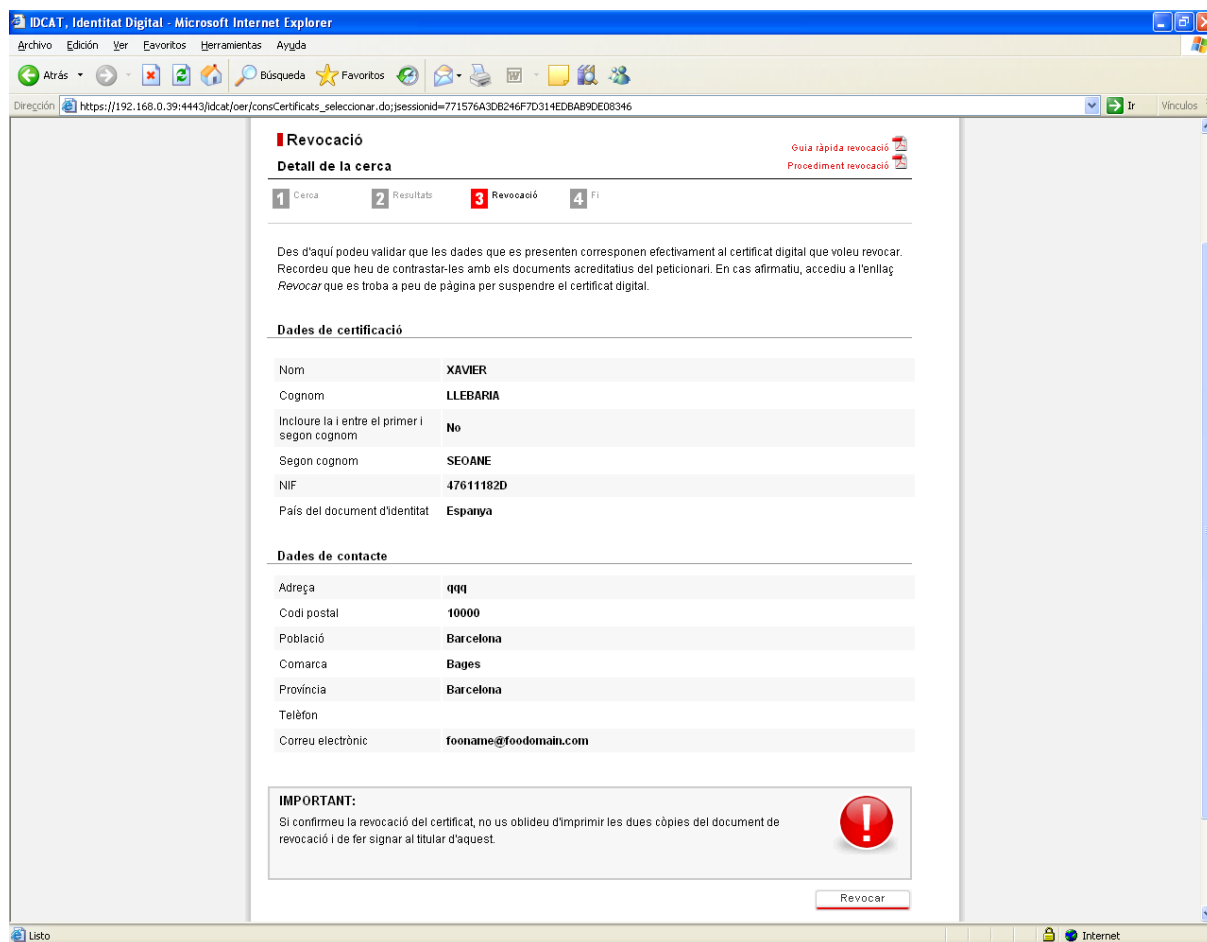 IDCAT, Identitat Digital - Microsoft Internet Explorer
Archivo Edición Ver Favoritos Herramientas Ayuda
Atrás Búsqueda Favoritos
Dirección https://192.168.0.39:4443/idcat/oer/consCertificats_seleccionar.do;jsessionid=771576A3DB246F7D314EDBAB9DE08346 Ir Vínculos
Revocació
Guia ràpida revocació
Detall de la cerca
Procediment revocació
1 Cerca 2 Resultats 3 Revocació 4 Fi
Des d'aquí podeu validar que les dades que es presenten corresponen efectivament al certificat digital que voleu revocar.
Recordeu que heu de contrastar-les amb els documents acreditatius del peticionari. En cas afirmatiu, accediu a l'enllaç
Revocar que es troba a peu de pàgina per suspendre el certificat digital.
Dades de certificació
Nom XAVIER
Cognom LLEBARIA
Incloure la i entre el primer i
segon cognom No
Segon cognom SEOANE
NIF 47611182D
País del document d'identitat Espanya
Dades de contacte
Adreça qqq
Codi postal 10000
Població Barcelona
Comarca Bages
Província Barcelona
Telèfon
Correu electrònic fooname@foodomain.com
IMPORTANT:
Si confirmeu la revocació del certificat, no us oblideu d'imprimir les dues còpies del document de
revocació i de fer signar al titular d'aquest.
Revocar
Listo Internet